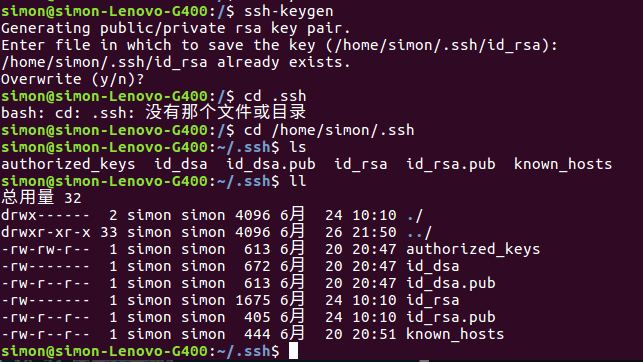 simon@simon-Lenovo-G400:/$ ssh-keygen
Generating public/private rsa key pair.
Enter file in which to save the key (/home/simon/.ssh/id_rsa):
/home/simon/.ssh/id_rsa already exists.
Overwrite (y/n)?
simon@simon-Lenovo-G400:/$ cd .ssh
bash: cd: .ssh: 没有那个文件或目录
simon@simon-Lenovo-G400:/$ cd /home/simon/.ssh
simon@simon-Lenovo-G400:~/.ssh$ ls
authorized_keys  id_dsa  id_dsa.pub  id_rsa  id_rsa.pub  known_hosts
simon@simon-Lenovo-G400:~/.ssh$ ll
总用量 32
drwx------  2 simon simon 4096 6月  24 10:10 ./
drwxr-xr-x 33 simon simon 4096 6月  26 21:50 ../
-rw-rw-r--  1 simon simon  613 6月  20 20:47 authorized_keys
-rw-------  1 simon simon  672 6月  20 20:47 id_dsa
-rw-r--r--  1 simon simon  613 6月  20 20:47 id_dsa.pub
-rw-------  1 simon simon 1675 6月  24 10:10 id_rsa
-rw-r--r--  1 simon simon  405 6月  24 10:10 id_rsa.pub
-rw-r--r--  1 simon simon  444 6月  20 20:51 known_hosts
simon@simon-Lenovo-G400:~/.ssh$